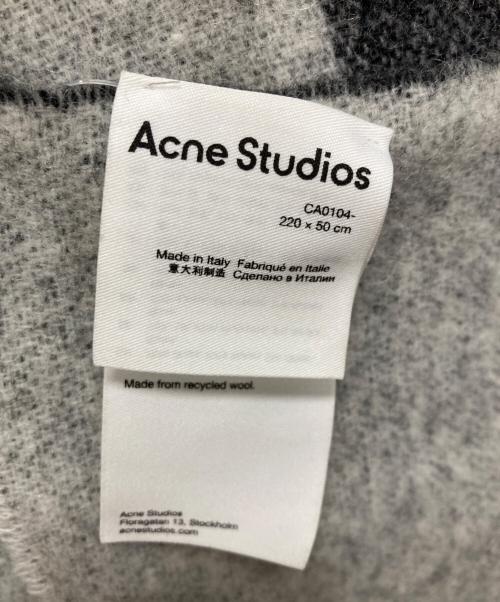 Acne Studios
CA0104-
220 x 50 cm
Made in Italy Fabriqué en Italie
意大利制造 Сделано в Италии
Made from recycled wool.
Acne Studios
Floragatan 13, Stockholm
acnestudios.com